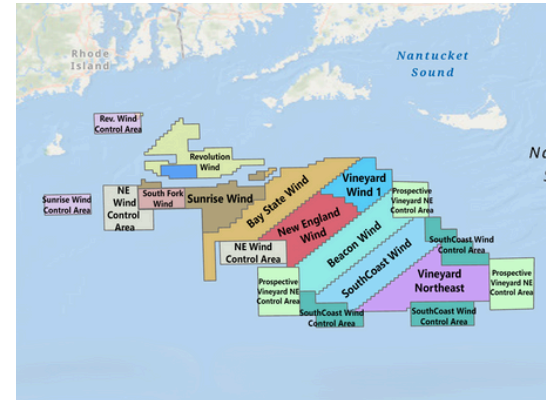 Rhode
Island
Nantucket
Sound
Na
S
Rev. Wind
Control Area
Revolution
Wind
Vineyard
Wind 1
Bay State Wind
Prospective
Vineyard NE
Control Area
NE
Wind
Control
Area
South Fork
Wind
Sunrise Wind
Sunrise Wind
Control Area
New England
Wind
Beacon Wind
SouthCoast Wind
Control Area
NE Wind
Control Area
SouthCoast Wind
Vineyard
Northeast
Prospective
Vineyard NE
Control Area
Prospective
Vineyard NE
Control Area
SouthCoast Wind
Control Area
SouthCoast Wind
Control Area